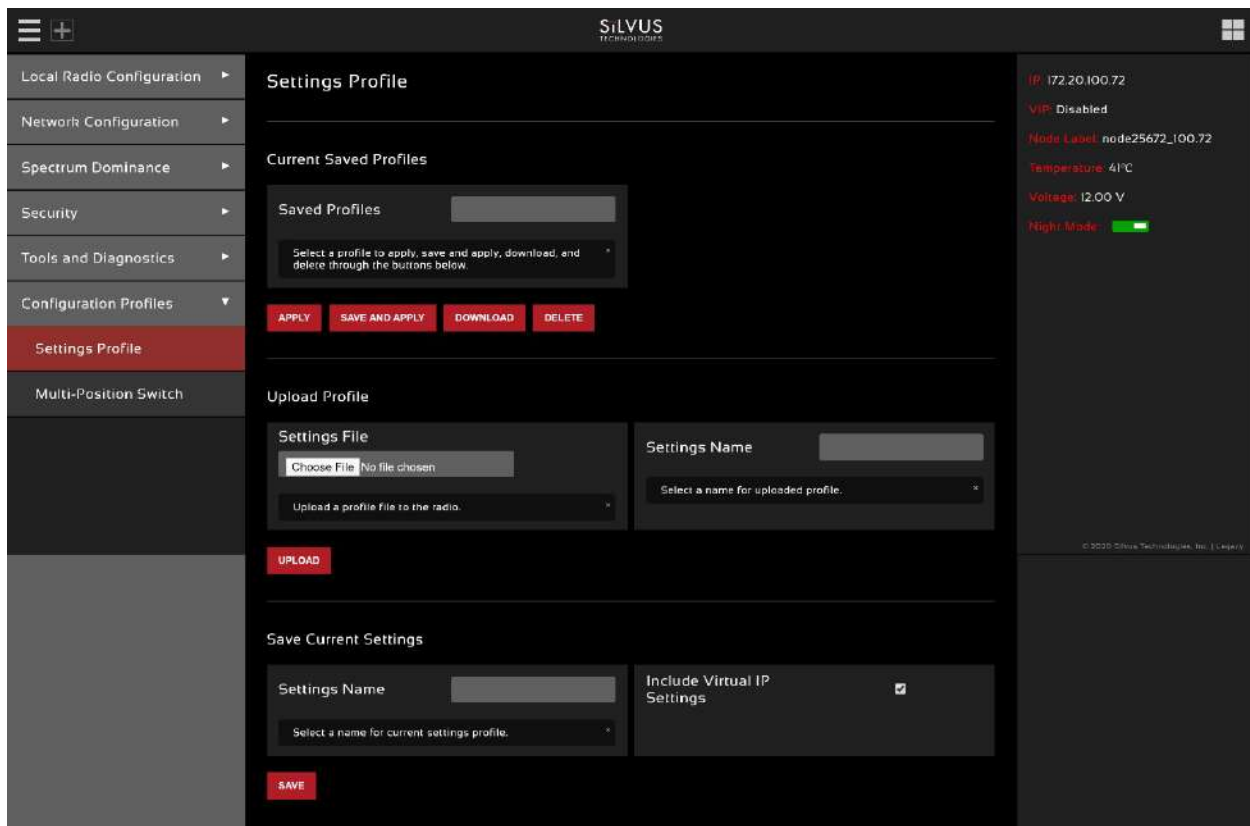 SiLVUS
TECHNOLOGIES
Local Radio Configuration
Network Configuration
Spectrum Dominance
Security
Tools and Diagnostics
Configuration Profiles
Settings Profile
Multi-Position Switch
Settings Profile
Current Saved Profiles
Saved Profiles
Select a profile to apply, save and apply, download, and
delete through the buttons below.
APPLY SAVE AND APPLY DOWNLOAD DELETE
Upload Profile
Settings File
Choose File No file chosen
Upload a profile file to the radio.
Settings Name
Select a name for uploaded profile.
UPLOAD
Save Current Settings
Settings Name
Select a name for current settings profile.
Include Virtual IP
Settings
SAVE
IP: 172.20.100.72
VIP: Disabled
Node Label: node25672_100.72
Temperature: 41°C
Voltage: 12.00 V
Night Mode:
© 2020 Silvus Technologies, Inc. | Legacy